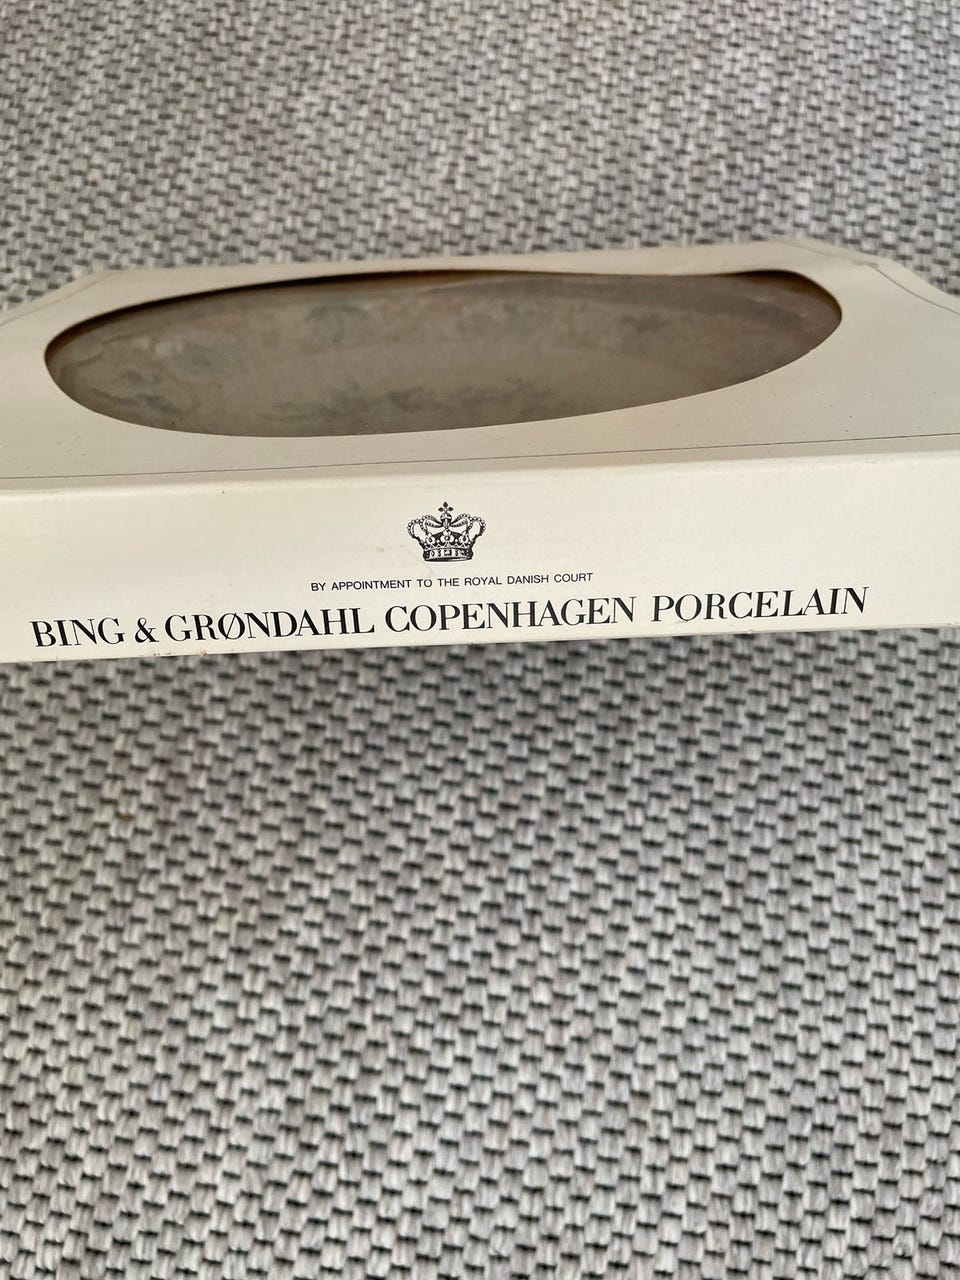 BY APPOINTMENT TO THE ROYAL DANISH COURT
BING & GRØNDAHL COPENHAGEN PORCELAIN